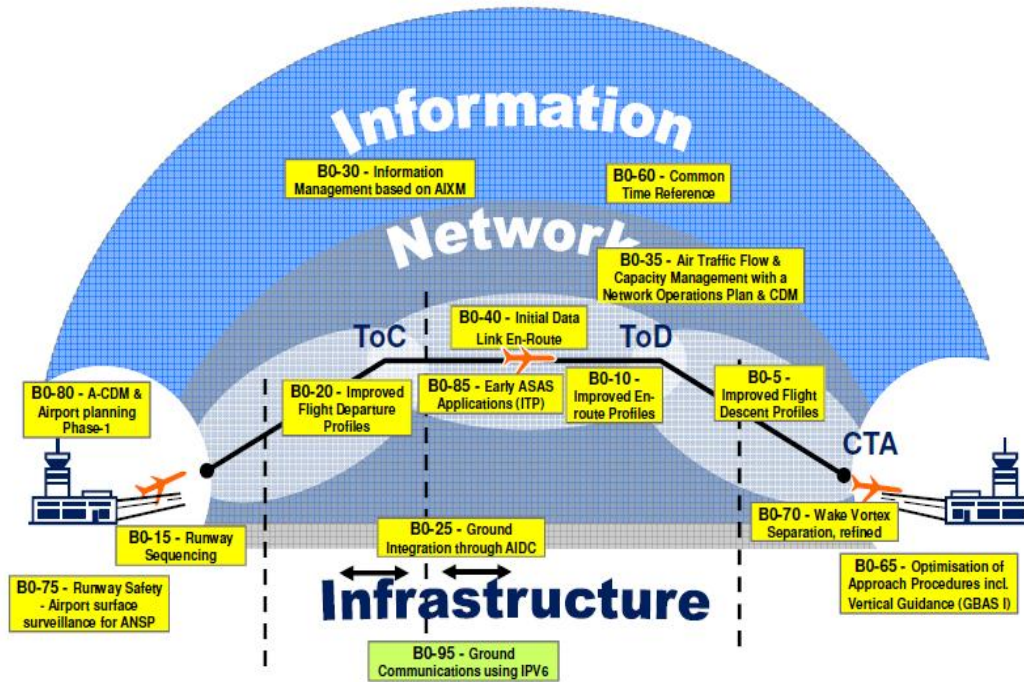 Information
B0-30 - Information
Management based on AIXM
B0-60 - Common
Time Reference
Network
B0-35 - Air Traffic Flow &
Capacity Management with a
Network Operations Plan & CDM
B0-40 - Initial Data
Link En-Route
ToC
ToD
B0-80 - A-CDM &
Airport planning
Phase-1
B0-20 - Improved
Flight Departure
Profiles
B0-85 - Early ASAS
Applications (ITP)
B0-10 -
Improved En-
route Profiles
B0-5 -
Improved Flight
Descent Profiles
CTA
B0-15 - Runway
Sequencing
B0-25 - Ground
Integration through AIDC
B0-70 - Wake Vortex
Separation, refined
B0-75 - Runway Safety
- Airport surface
surveillance for ANSP
B0-65 - Optimisation of
Approach Procedures incl.
Vertical Guidance (GBAS I)
Infrastructure
B0-95 - Ground
Communications using IPV6